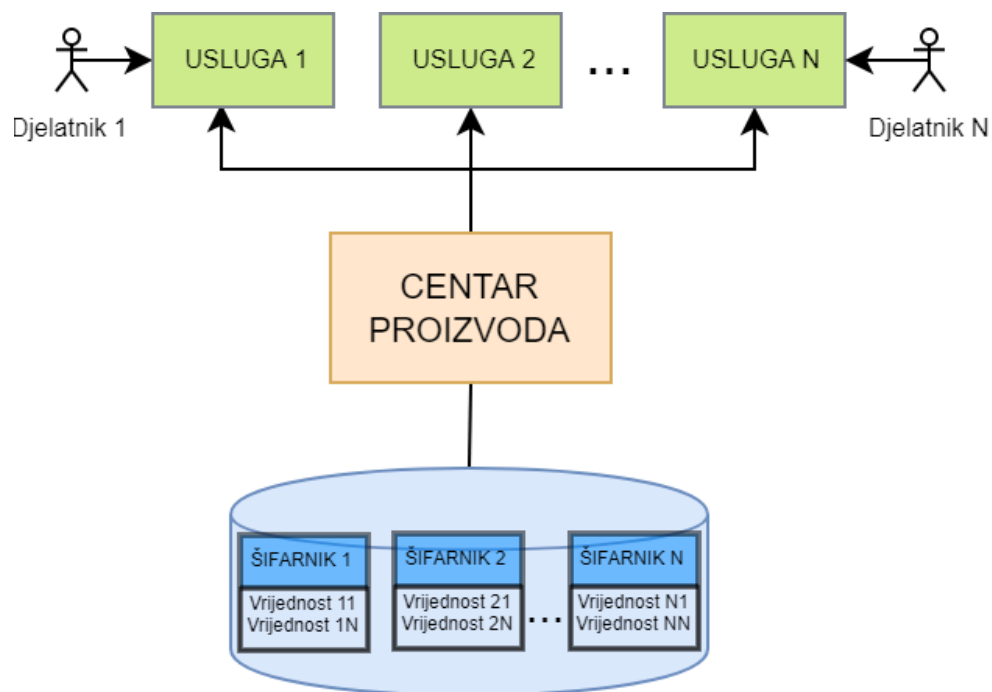 USLUGA 1
USLUGA 2
...
USLUGA N
Djelatnik 1
Djelatnik N
CENTAR
PROIZVODA
ŠIFARNIK 1
ŠIFARNIK 2
ŠIFARNIK N
Vrijednost 11
Vrijednost 1N
Vrijednost 21
Vrijednost 2N
...
Vrijednost N1
Vrijednost NN